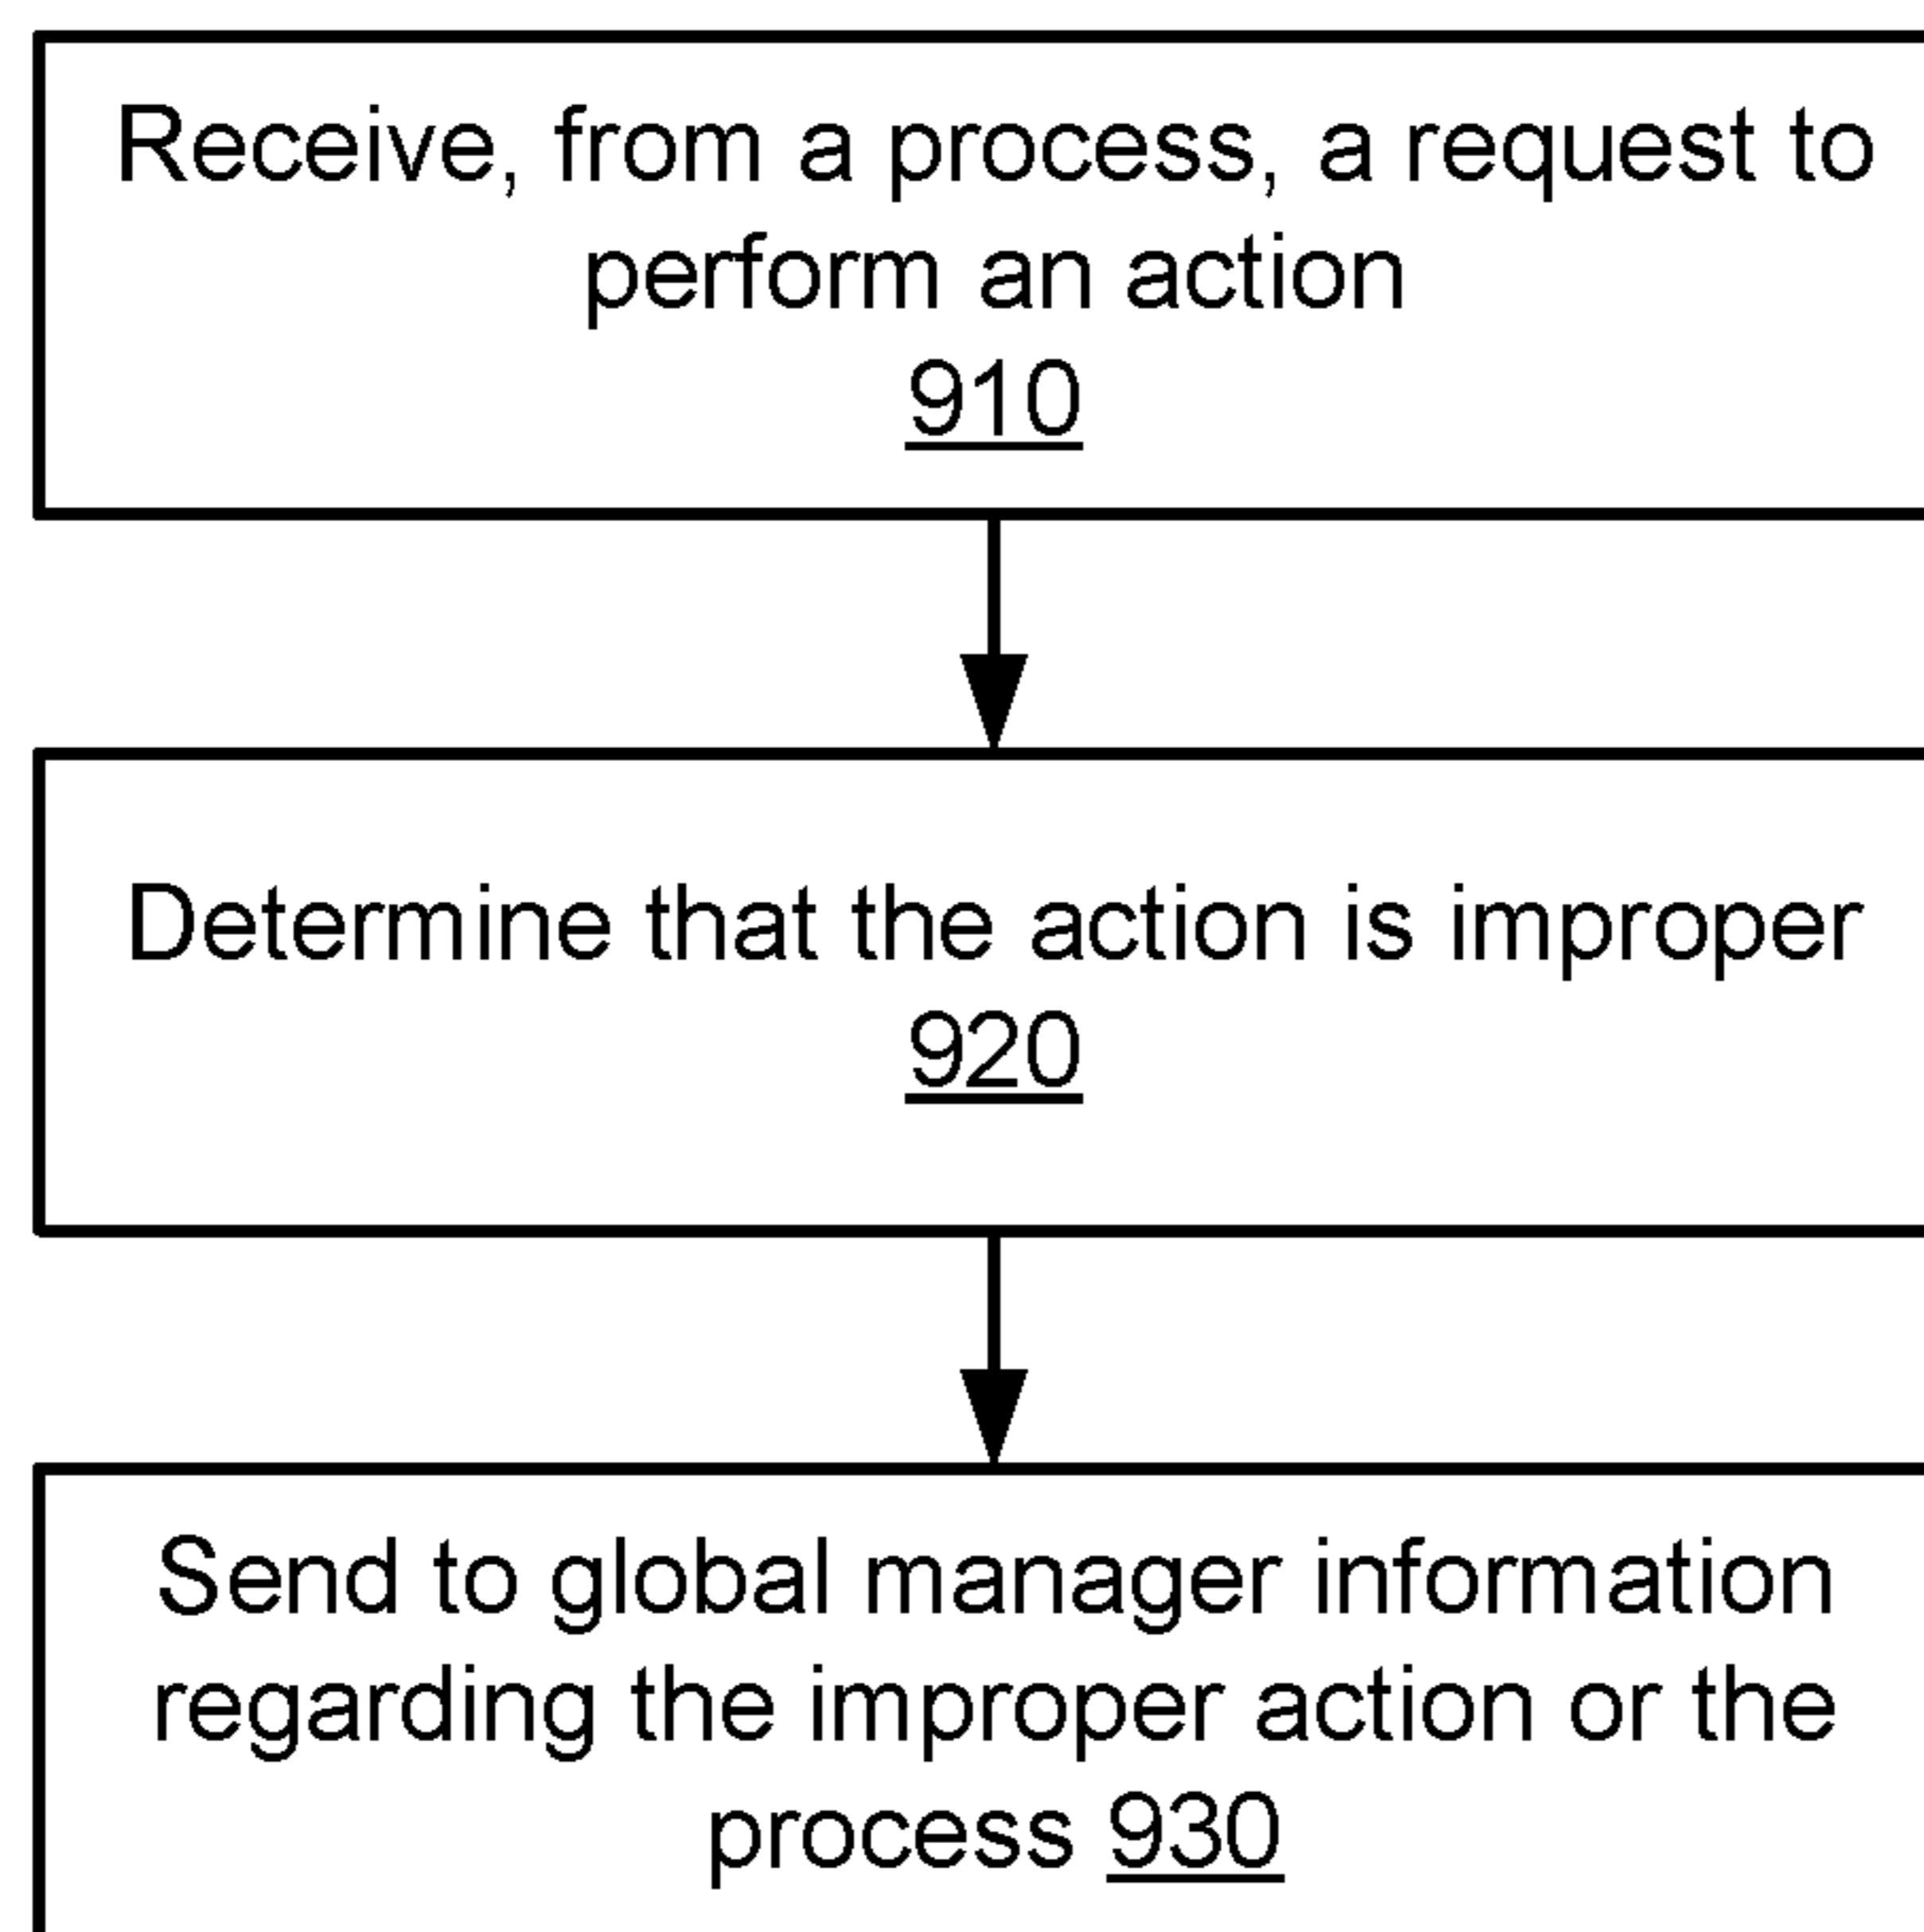 Receive, from a process, a request to
perform an action
910
Determine that the action is improper
920
Send to global manager information
regarding the improper action or the
process 930